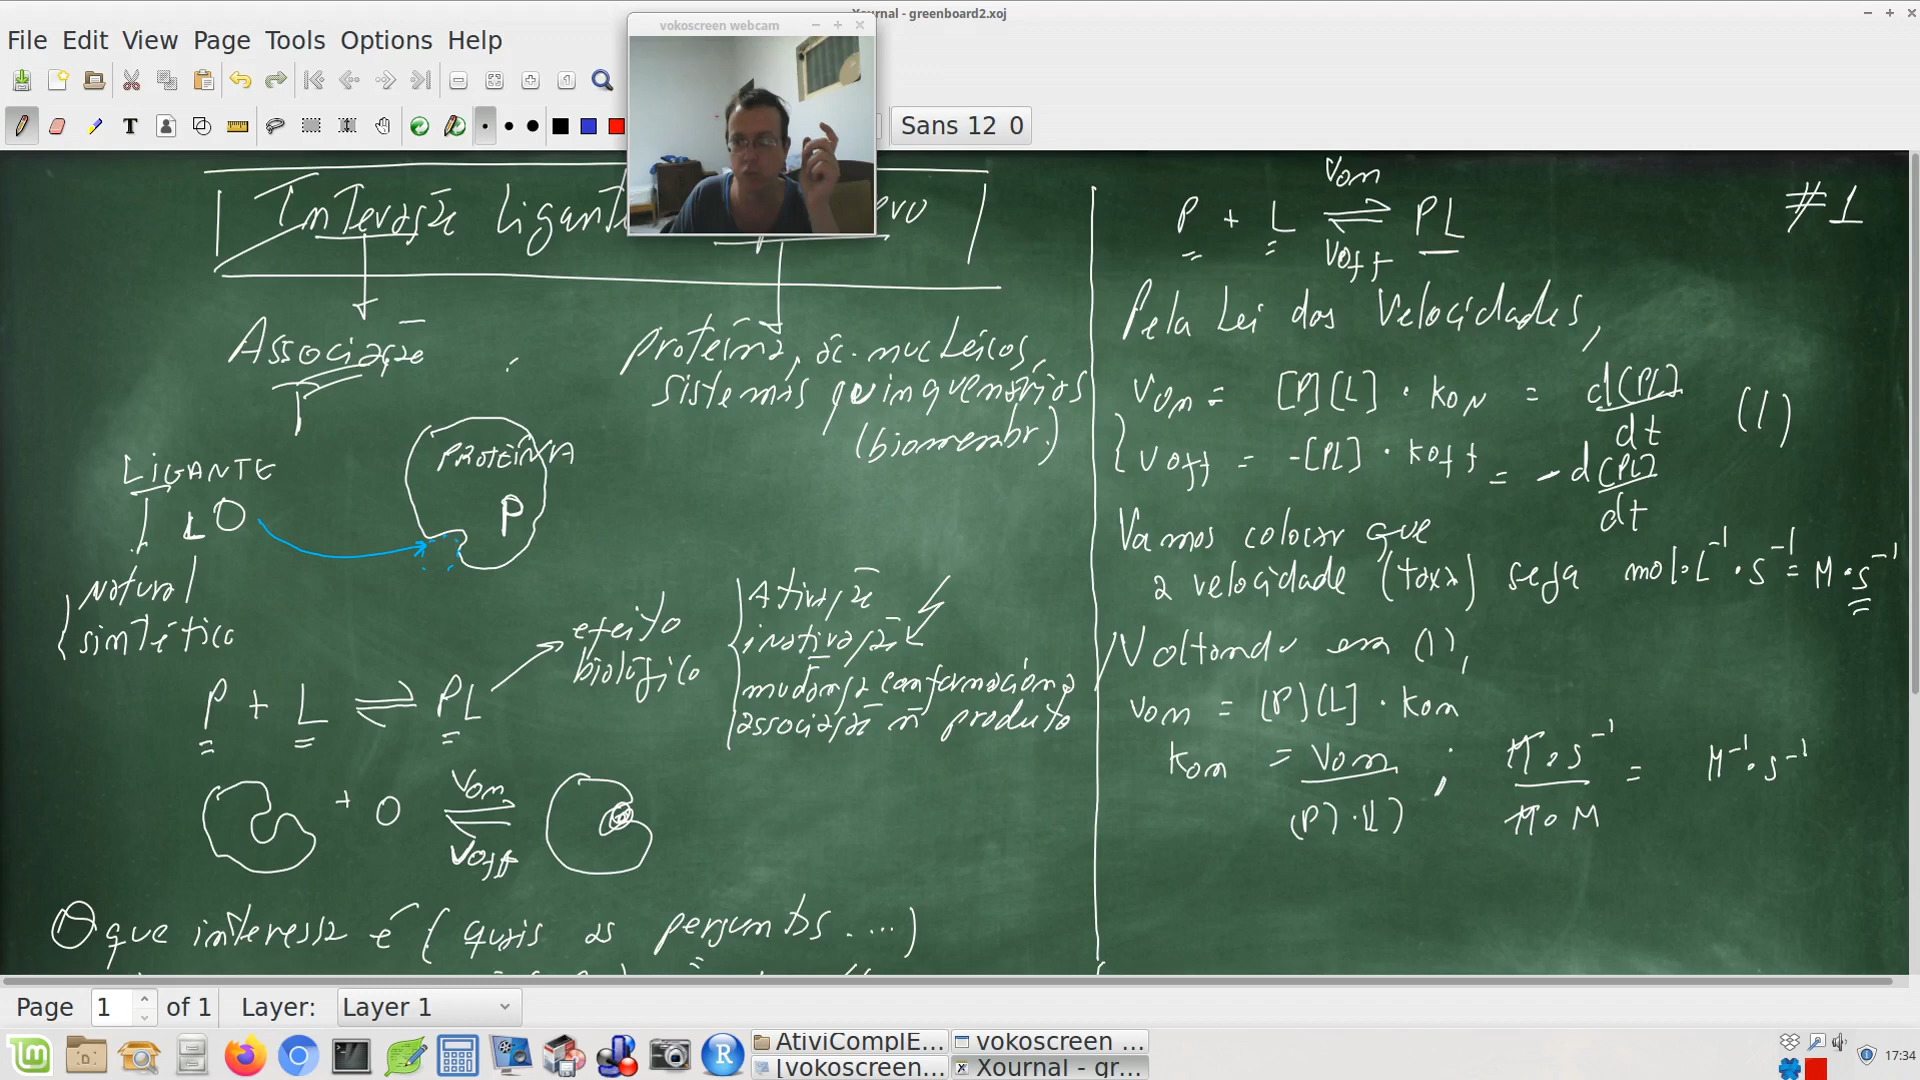 Xournal - greenboard2.xoj
vokoscreen webcam
File Edit View Page Tools Options Help
Sans 12 0
Interação Ligante
Associação
proteína, ác. nucleicos,
sistemas
(biomembr.)
LIGANTE
L
PROTEÍNA
P
natural
sintético
P + L ⇌ PL
efeito
biológico
Ativação
inativação
mudança conformacional
associação n produto
+ O
Von
Voff
O que interessa é (quais as perguntas....)
#1
Von
P + L ⇌ PL
Voff
Pela Lei das Velocidades,
Von = [P][L] · kon = d[PL]/dt (1)
Voff = -[PL] · koff = -d[PL]/dt
Vamos colocar que
a velocidade (taxa) seja mol·L⁻¹·s⁻¹ = M·s⁻¹
Voltando em (1),
Von = [P][L] · kon
kon = Von/[P]·[L] ; M·s⁻¹/M·M = M⁻¹·s⁻¹
Page 1 of 1 Layer: Layer 1
AtiviComplE... vokoscreen ...
[vokoscreen... Xournal - gr...
17:34